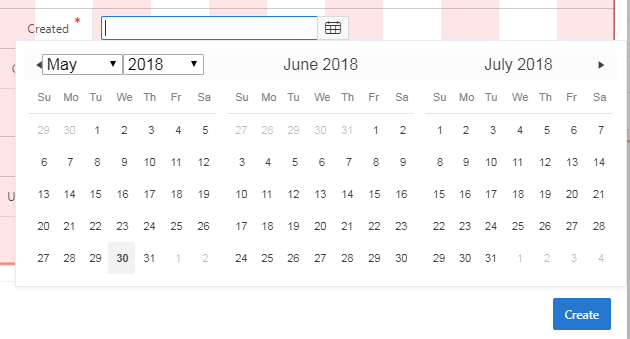 Created *
May 2018 June 2018 July 2018
Su Mo Tu We Th Fr Sa Su Mo Tu We Th Fr Sa Su Mo Tu We Th Fr Sa
29 30 1 2 3 4 5 27 28 29 30 31 1 2 1 2 3 4 5 6 7
6 7 8 9 10 11 12 3 4 5 6 7 8 9 8 9 10 11 12 13 14
13 14 15 16 17 18 19 10 11 12 13 14 15 16 15 16 17 18 19 20 21
U
20 21 22 23 24 25 26 17 18 19 20 21 22 23 22 23 24 25 26 27 28
27 28 29 30 31 1 2 24 25 26 27 28 29 30 29 30 31 1 2 3 4
Create